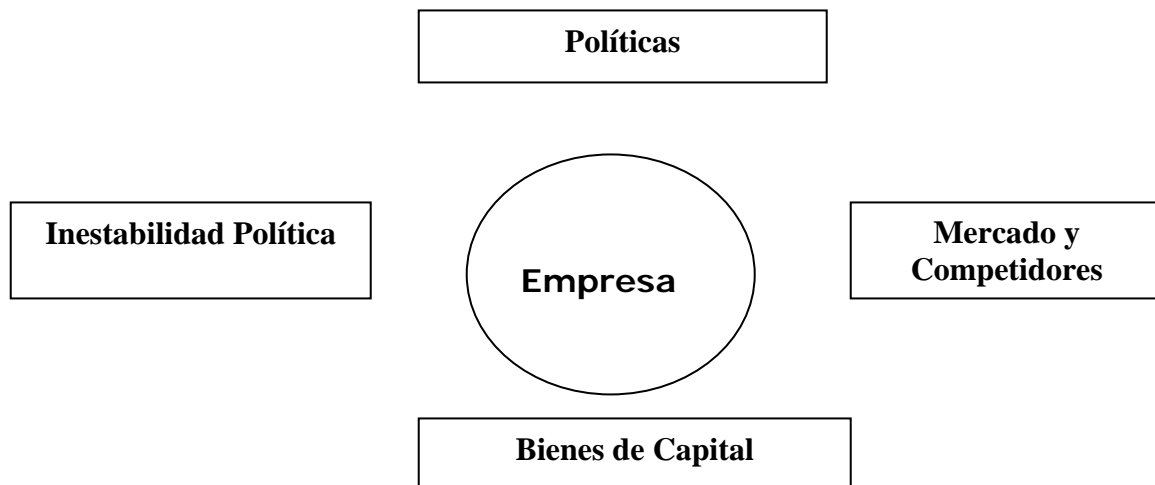 Políticas
Inestabilidad Política
Empresa
Mercado y
Competidores
Bienes de Capital